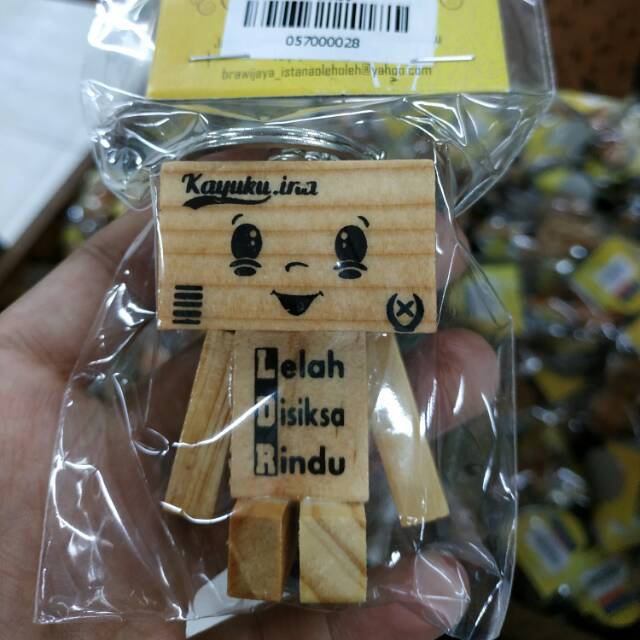 057000028
brawijaya_istanaoleholeh@yahoo.com
Kayuku.ina
Lelah
Disiksa
Rindu